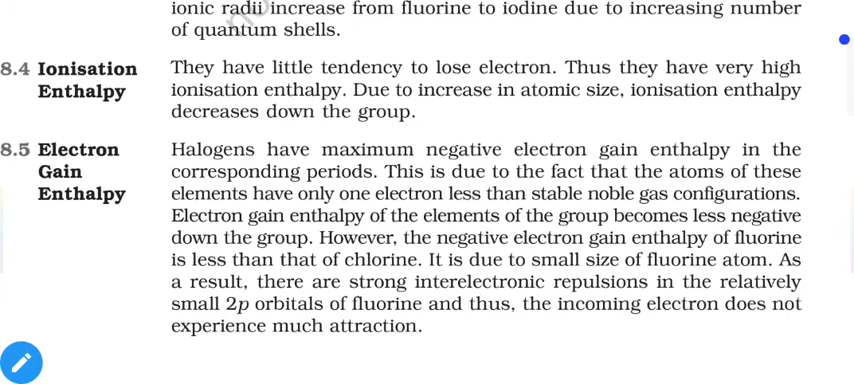 ionic radii increase from fluorine to iodine due to increasing number
of quantum shells.
8.4 Ionisation Enthalpy
They have little tendency to lose electron. Thus they have very high
ionisation enthalpy. Due to increase in atomic size, ionisation enthalpy
decreases down the group.
8.5 Electron Gain Enthalpy
Halogens have maximum negative electron gain enthalpy in the
corresponding periods. This is due to the fact that the atoms of these
elements have only one electron less than stable noble gas configurations.
Electron gain enthalpy of the elements of the group becomes less negative
down the group. However, the negative electron gain enthalpy of fluorine
is less than that of chlorine. It is due to small size of fluorine atom. As
a result, there are strong interelectronic repulsions in the relatively
small 2p orbitals of fluorine and thus, the incoming electron does not
experience much attraction.